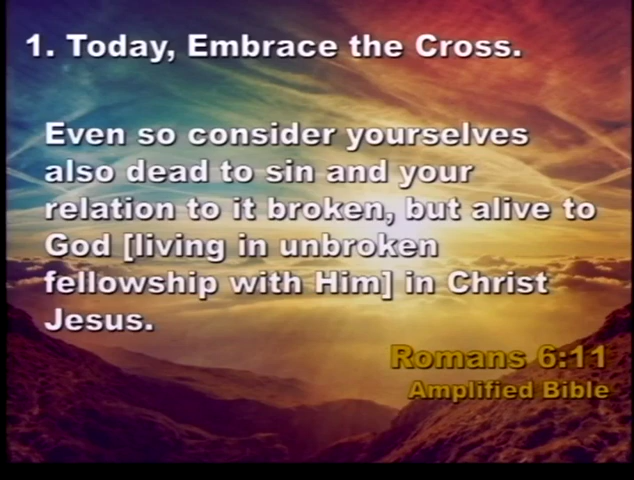 1. Today, Embrace the Cross.
Even so consider yourselves
also dead to sin and your
relation to it broken, but alive to
God [living in unbroken
fellowship with Him] in Christ
Jesus.
Romans 6:11
Amplified Bible